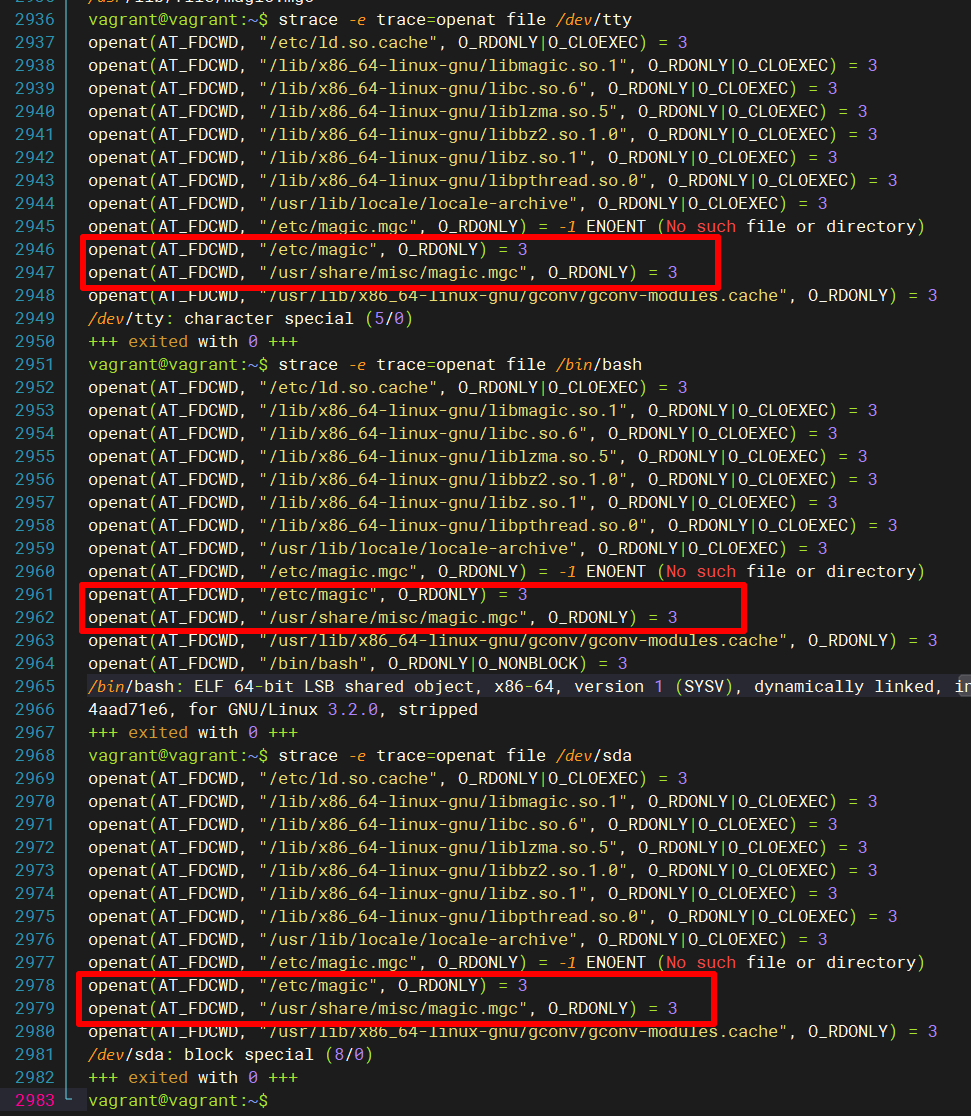 /usr/lib/file/magic.mgc
2936 vagrant@vagrant:~$ strace -e trace=openat file /dev/tty
2937 openat(AT_FDCWD, "/etc/ld.so.cache", O_RDONLY|O_CLOEXEC) = 3
2938 openat(AT_FDCWD, "/lib/x86_64-linux-gnu/libmagic.so.1", O_RDONLY|O_CLOEXEC) = 3
2939 openat(AT_FDCWD, "/lib/x86_64-linux-gnu/libc.so.6", O_RDONLY|O_CLOEXEC) = 3
2940 openat(AT_FDCWD, "/lib/x86_64-linux-gnu/liblzma.so.5", O_RDONLY|O_CLOEXEC) = 3
2941 openat(AT_FDCWD, "/lib/x86_64-linux-gnu/libbz2.so.1.0", O_RDONLY|O_CLOEXEC) = 3
2942 openat(AT_FDCWD, "/lib/x86_64-linux-gnu/libz.so.1", O_RDONLY|O_CLOEXEC) = 3
2943 openat(AT_FDCWD, "/lib/x86_64-linux-gnu/libpthread.so.0", O_RDONLY|O_CLOEXEC) = 3
2944 openat(AT_FDCWD, "/usr/lib/locale/locale-archive", O_RDONLY|O_CLOEXEC) = 3
2945 openat(AT_FDCWD, "/etc/magic.mgc", O_RDONLY) = -1 ENOENT (No such file or directory)
2946 openat(AT_FDCWD, "/etc/magic", O_RDONLY) = 3
2947 openat(AT_FDCWD, "/usr/share/misc/magic.mgc", O_RDONLY) = 3
2948 openat(AT_FDCWD, "/usr/lib/x86_64-linux-gnu/gconv/gconv-modules.cache", O_RDONLY) = 3
2949 /dev/tty: character special (5/0)
2950 +++ exited with 0 +++
2951 vagrant@vagrant:~$ strace -e trace=openat file /bin/bash
2952 openat(AT_FDCWD, "/etc/ld.so.cache", O_RDONLY|O_CLOEXEC) = 3
2953 openat(AT_FDCWD, "/lib/x86_64-linux-gnu/libmagic.so.1", O_RDONLY|O_CLOEXEC) = 3
2954 openat(AT_FDCWD, "/lib/x86_64-linux-gnu/libc.so.6", O_RDONLY|O_CLOEXEC) = 3
2955 openat(AT_FDCWD, "/lib/x86_64-linux-gnu/liblzma.so.5", O_RDONLY|O_CLOEXEC) = 3
2956 openat(AT_FDCWD, "/lib/x86_64-linux-gnu/libbz2.so.1.0", O_RDONLY|O_CLOEXEC) = 3
2957 openat(AT_FDCWD, "/lib/x86_64-linux-gnu/libz.so.1", O_RDONLY|O_CLOEXEC) = 3
2958 openat(AT_FDCWD, "/lib/x86_64-linux-gnu/libpthread.so.0", O_RDONLY|O_CLOEXEC) = 3
2959 openat(AT_FDCWD, "/usr/lib/locale/locale-archive", O_RDONLY|O_CLOEXEC) = 3
2960 openat(AT_FDCWD, "/etc/magic.mgc", O_RDONLY) = -1 ENOENT (No such file or directory)
2961 openat(AT_FDCWD, "/etc/magic", O_RDONLY) = 3
2962 openat(AT_FDCWD, "/usr/share/misc/magic.mgc", O_RDONLY) = 3
2963 openat(AT_FDCWD, "/usr/lib/x86_64-linux-gnu/gconv/gconv-modules.cache", O_RDONLY) = 3
2964 openat(AT_FDCWD, "/bin/bash", O_RDONLY|O_NONBLOCK) = 3
2965 /bin/bash: ELF 64-bit LSB shared object, x86-64, version 1 (SYSV), dynamically linked, in
2966 4aad71e6, for GNU/Linux 3.2.0, stripped
2967 +++ exited with 0 +++
2968 vagrant@vagrant:~$ strace -e trace=openat file /dev/sda
2969 openat(AT_FDCWD, "/etc/ld.so.cache", O_RDONLY|O_CLOEXEC) = 3
2970 openat(AT_FDCWD, "/lib/x86_64-linux-gnu/libmagic.so.1", O_RDONLY|O_CLOEXEC) = 3
2971 openat(AT_FDCWD, "/lib/x86_64-linux-gnu/libc.so.6", O_RDONLY|O_CLOEXEC) = 3
2972 openat(AT_FDCWD, "/lib/x86_64-linux-gnu/liblzma.so.5", O_RDONLY|O_CLOEXEC) = 3
2973 openat(AT_FDCWD, "/lib/x86_64-linux-gnu/libbz2.so.1.0", O_RDONLY|O_CLOEXEC) = 3
2974 openat(AT_FDCWD, "/lib/x86_64-linux-gnu/libz.so.1", O_RDONLY|O_CLOEXEC) = 3
2975 openat(AT_FDCWD, "/lib/x86_64-linux-gnu/libpthread.so.0", O_RDONLY|O_CLOEXEC) = 3
2976 openat(AT_FDCWD, "/usr/lib/locale/locale-archive", O_RDONLY|O_CLOEXEC) = 3
2977 openat(AT_FDCWD, "/etc/magic.mgc", O_RDONLY) = -1 ENOENT (No such file or directory)
2978 openat(AT_FDCWD, "/etc/magic", O_RDONLY) = 3
2979 openat(AT_FDCWD, "/usr/share/misc/magic.mgc", O_RDONLY) = 3
2980 openat(AT_FDCWD, "/usr/lib/x86_64-linux-gnu/gconv/gconv-modules.cache", O_RDONLY) = 3
2981 /dev/sda: block special (8/0)
2982 +++ exited with 0 +++
2983 vagrant@vagrant:~$